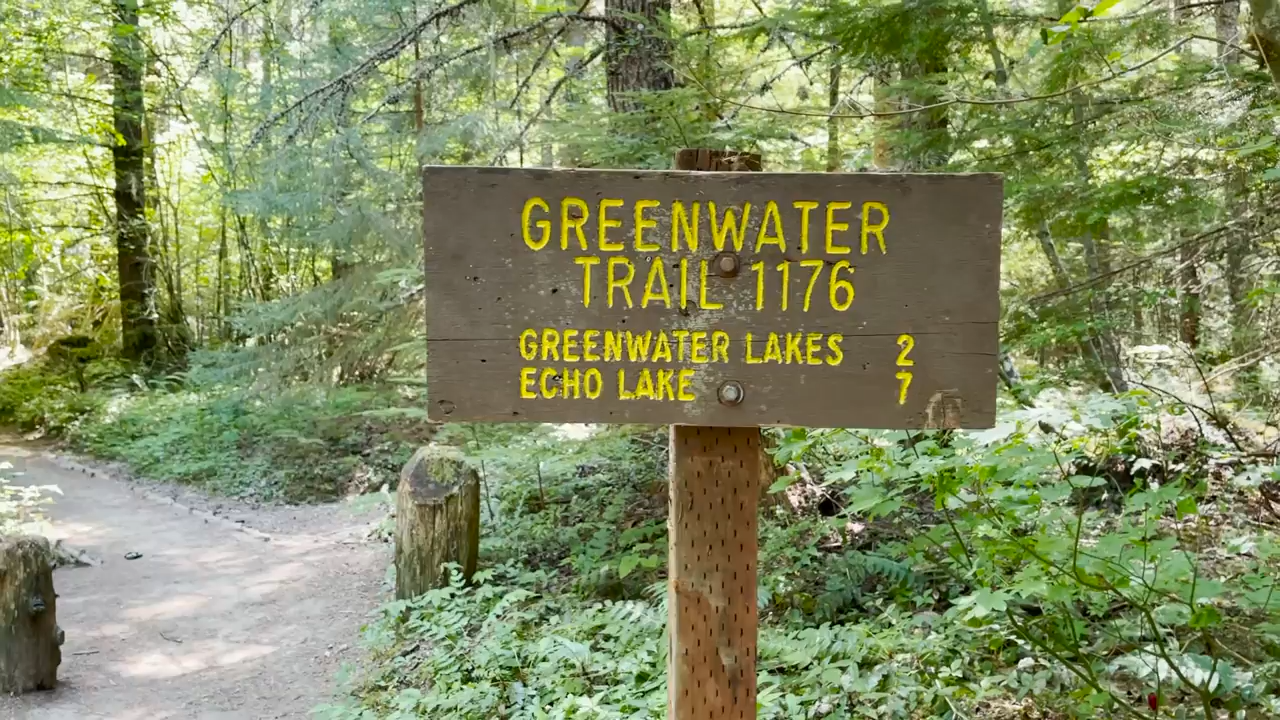 GREENWATER
TRAIL 1176
GREENWATER LAKES 2
ECHO LAKE 7